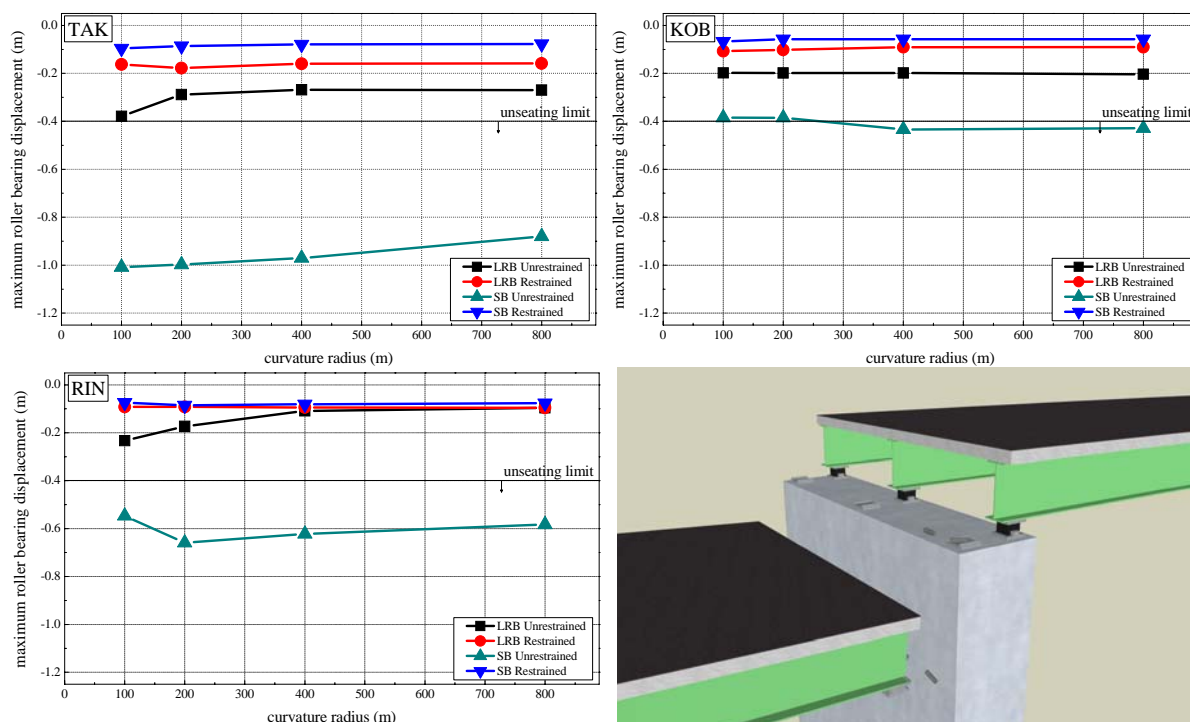 TAK
maximum roller bearing displacement (m)
0.0
-0.2
-0.4
-0.6
-0.8
-1.0
-1.2
unseating limit
LRB Unrestrained
LRB Restrained
SB Unrestrained
SB Restrained
0 100 200 300 400 500 600 700 800
curvature radius (m)
KOB
maximum roller bearing displacement (m)
0.0
-0.2
-0.4
-0.6
-0.8
-1.0
-1.2
unseating limit
LRB Unrestrained
LRB Restrained
SB Unrestrained
SB Restrained
0 100 200 300 400 500 600 700 800
curvature radius (m)
RIN
maximum roller bearing displacement (m)
0.0
-0.2
-0.4
-0.6
-0.8
-1.0
-1.2
unseating limit
LRB Unrestrained
LRB Restrained
SB Unrestrained
SB Restrained
0 100 200 300 400 500 600 700 800
curvature radius (m)